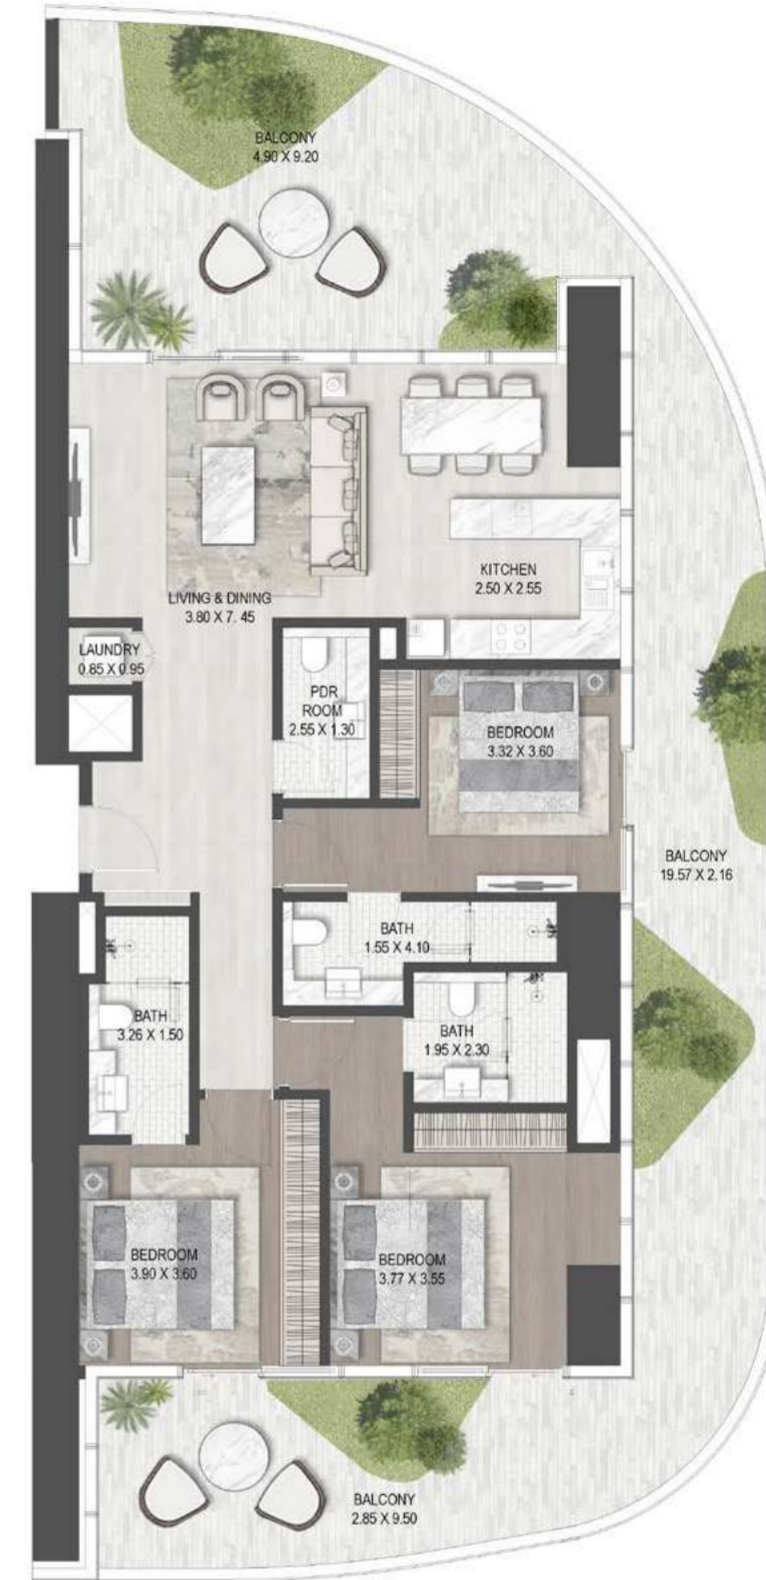 BALCONY
4.90 X 9.20
LIVING & DINING
3.80 X 7. 45
KITCHEN
2.50 X 2.55
LAUNDRY
0.85 X 0.95
PDR
ROOM
2.55 X 1.30
BEDROOM
3.32 X 3.60
BALCONY
19.57 X 2.16
BATH
1.55 X 4.10
BATH
3.26 X 1.50
BATH
1.95 X 2.30
BEDROOM
3.90 X 3.60
BEDROOM
3.77 X 3.55
BALCONY
2.85 X 9.50